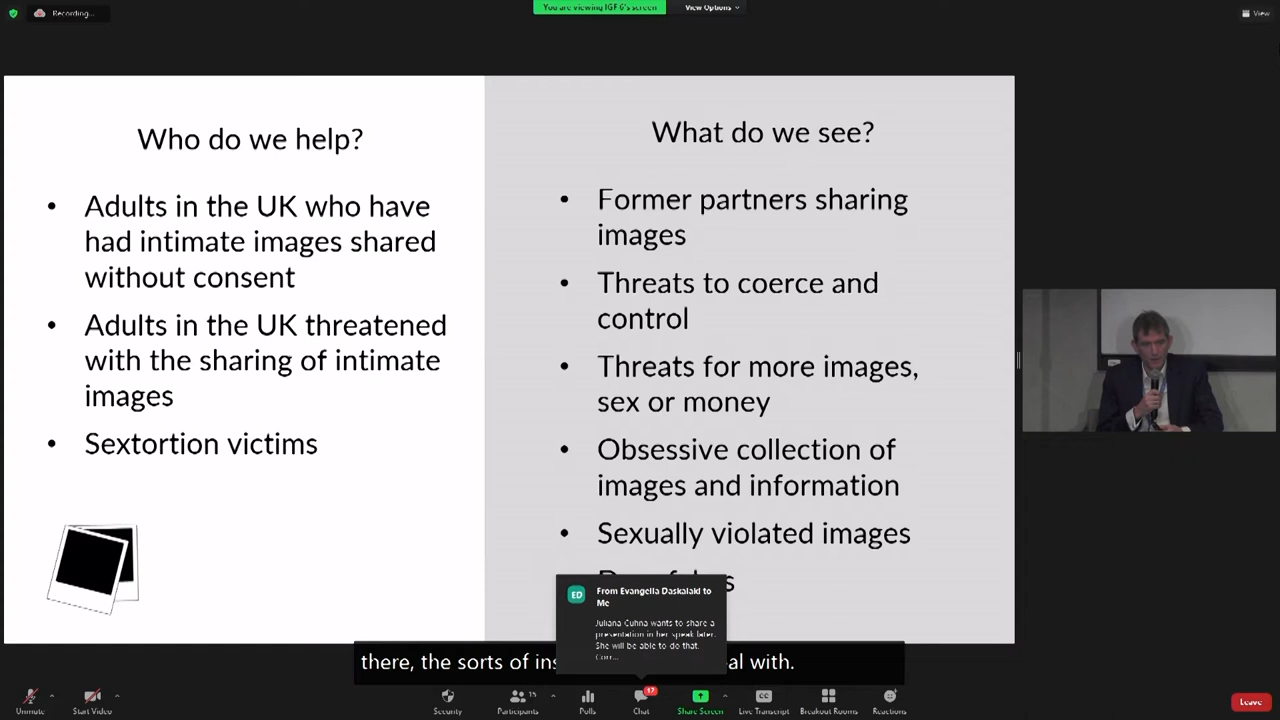 Recording...
You are viewing IGF 6's screen
View Options
View
Who do we help?
• Adults in the UK who have
had intimate images shared
without consent
• Adults in the UK threatened
with the sharing of intimate
images
• Sextortion victims
What do we see?
• Former partners sharing
images
• Threats to coerce and
control
• Threats for more images,
sex or money
• Obsessive collection of
images and information
• Sexually violated images
ED
From Evangelia Daskalaki to
Me
Juliana Cuhna wants to share a
presentation in her speak later.
She will be able to do that.
Corr...
there, the sorts of with.
Unmute
Start Video
Security
Participants
15
Polls
Chat
Share Screen
Live Transcript
Breakout Rooms
Reactions
Leave